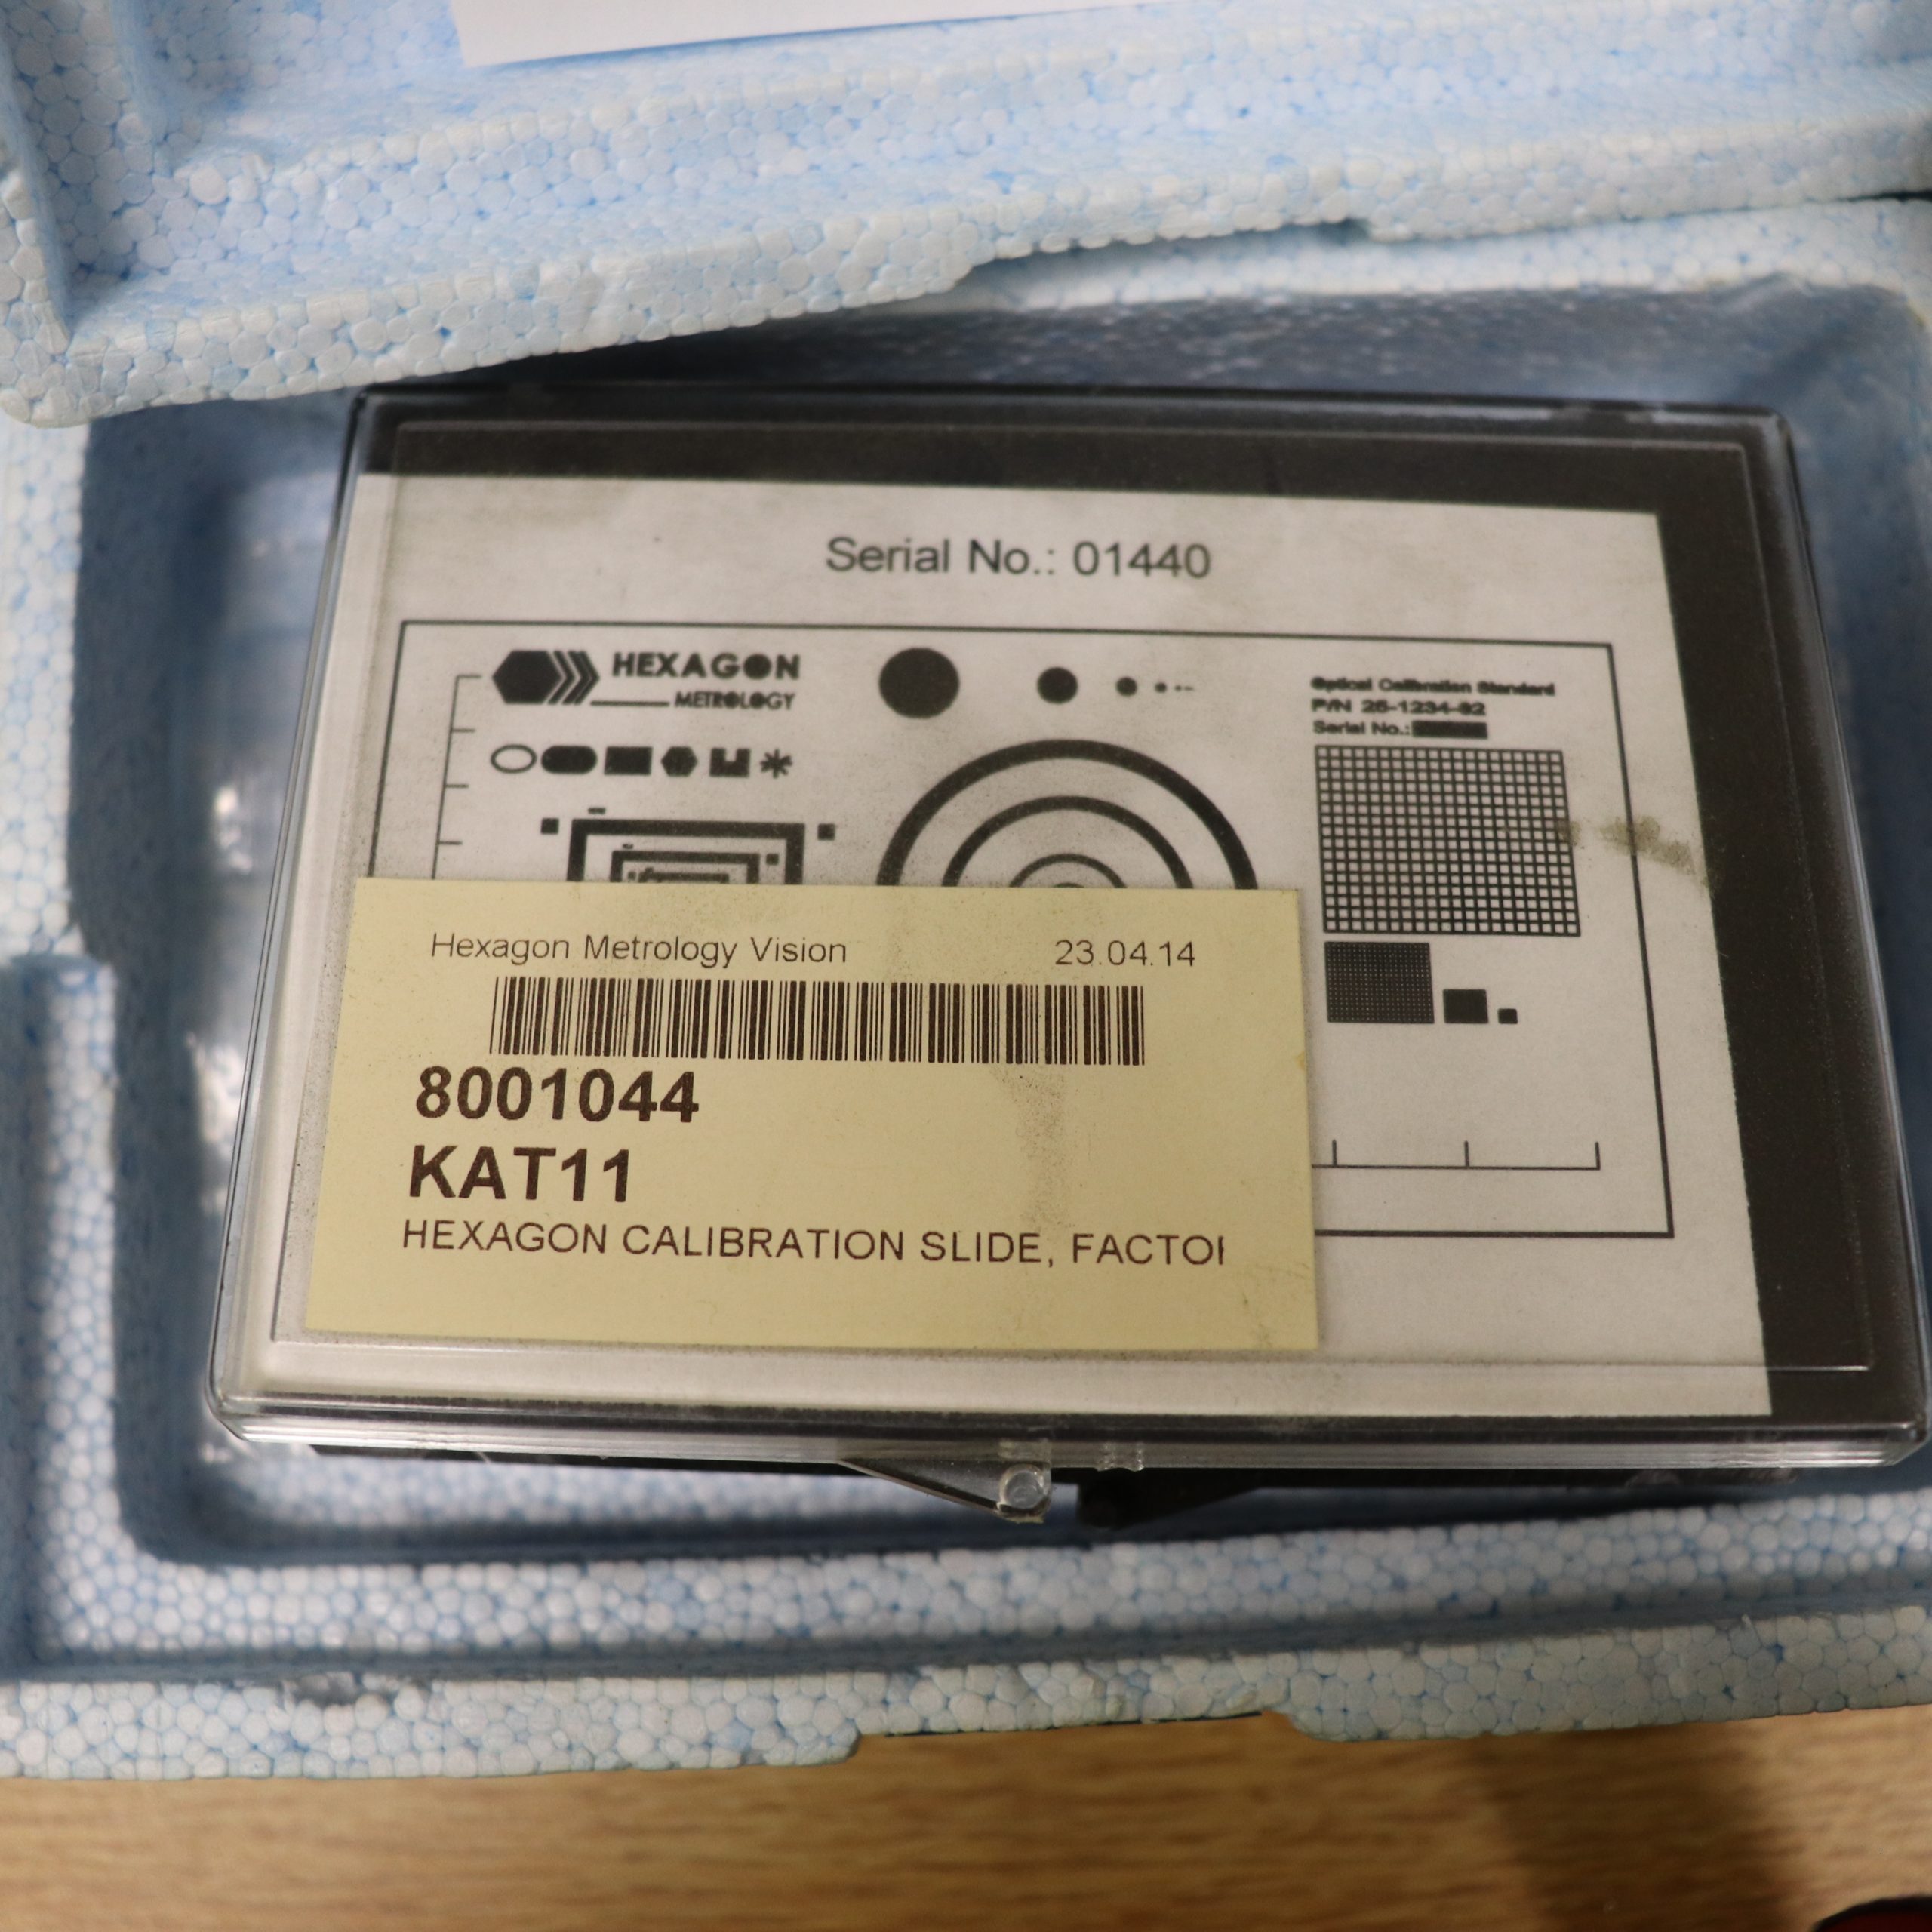 Serial No.: 01440
HEXAGON
METROLOGY
Optical Calibration Standard
P/N 25-1234-92
Serial No.:
Hexagon Metrology Vision 23.04.14
8001044
KAT11
HEXAGON CALIBRATION SLIDE, FACTOI